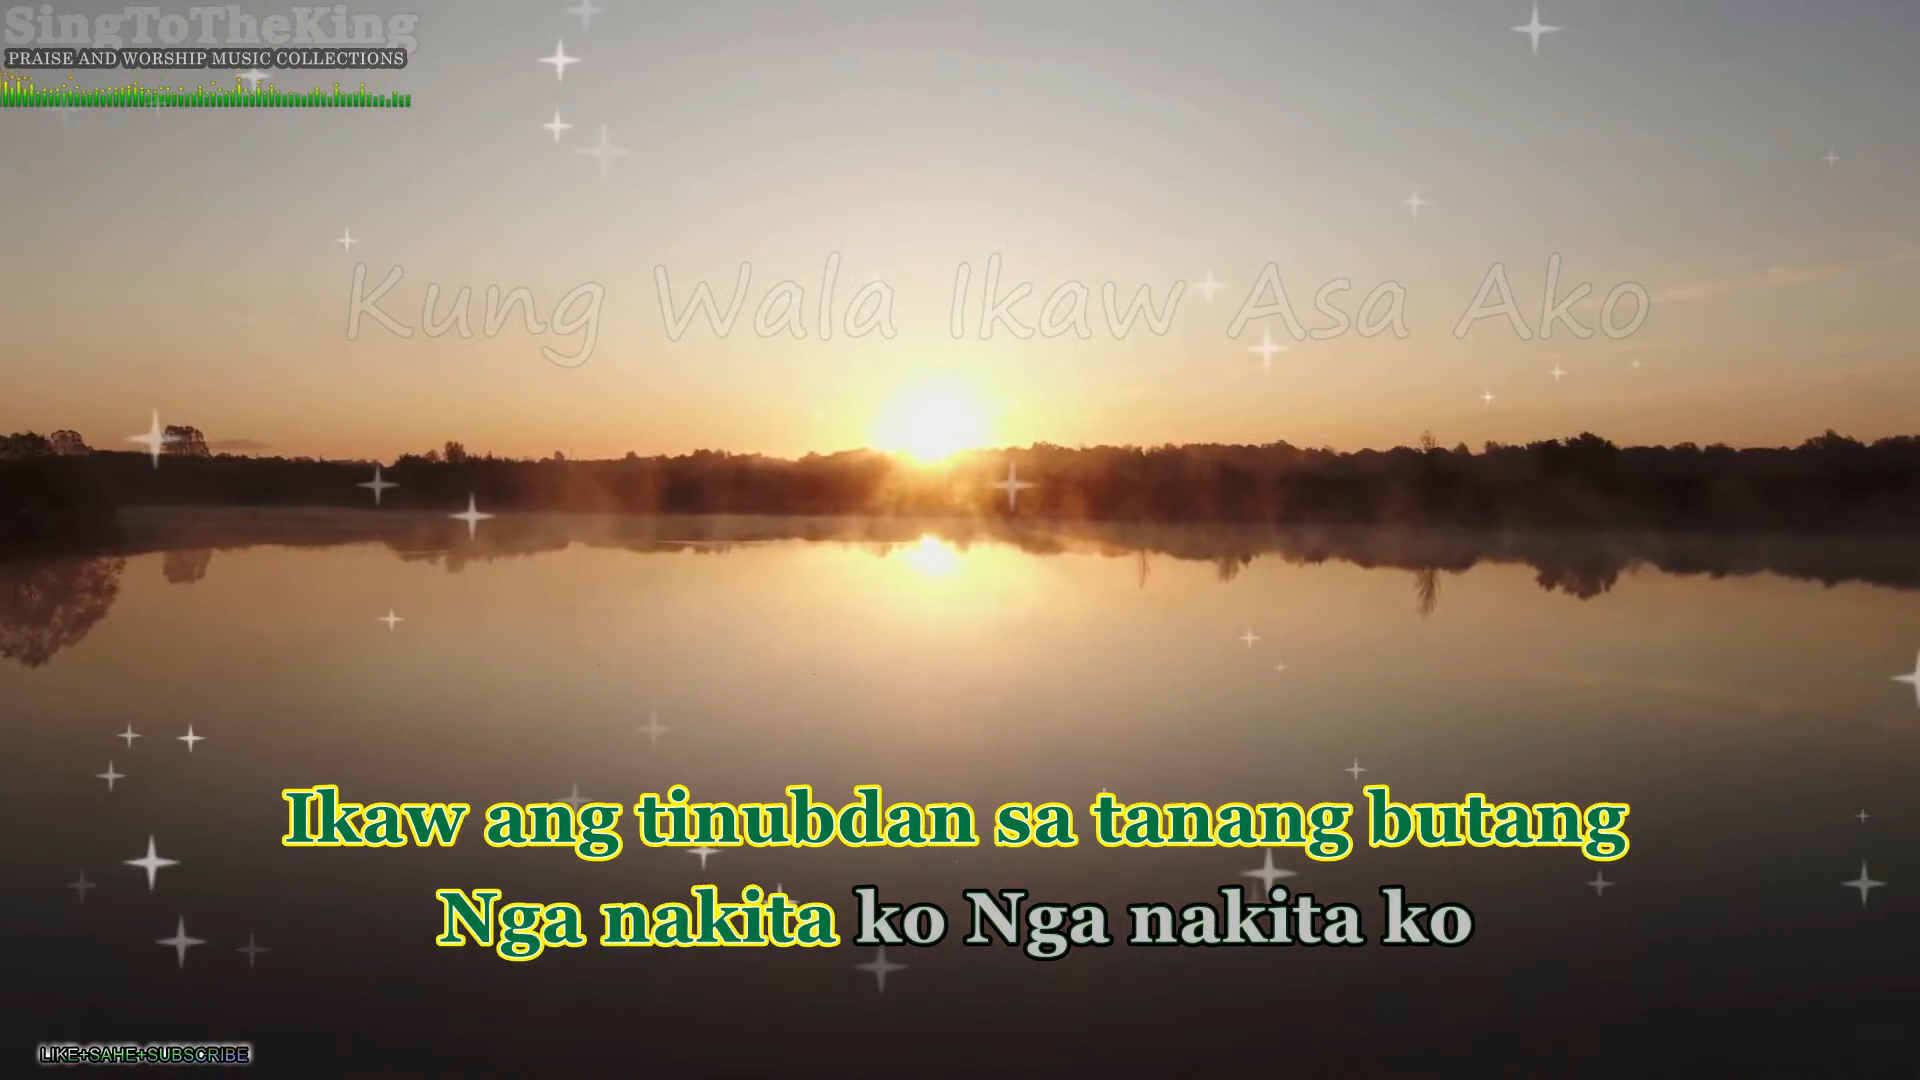 SingToTheKing
PRAISE AND WORSHIP MUSIC COLLECTIONS
Kung Wala Ikaw Asa Ako
Ikaw ang tinubdan sa tanang butang
Nga nakita ko Nga nakita ko
LIKE+SAHE+SUBSCRIBE